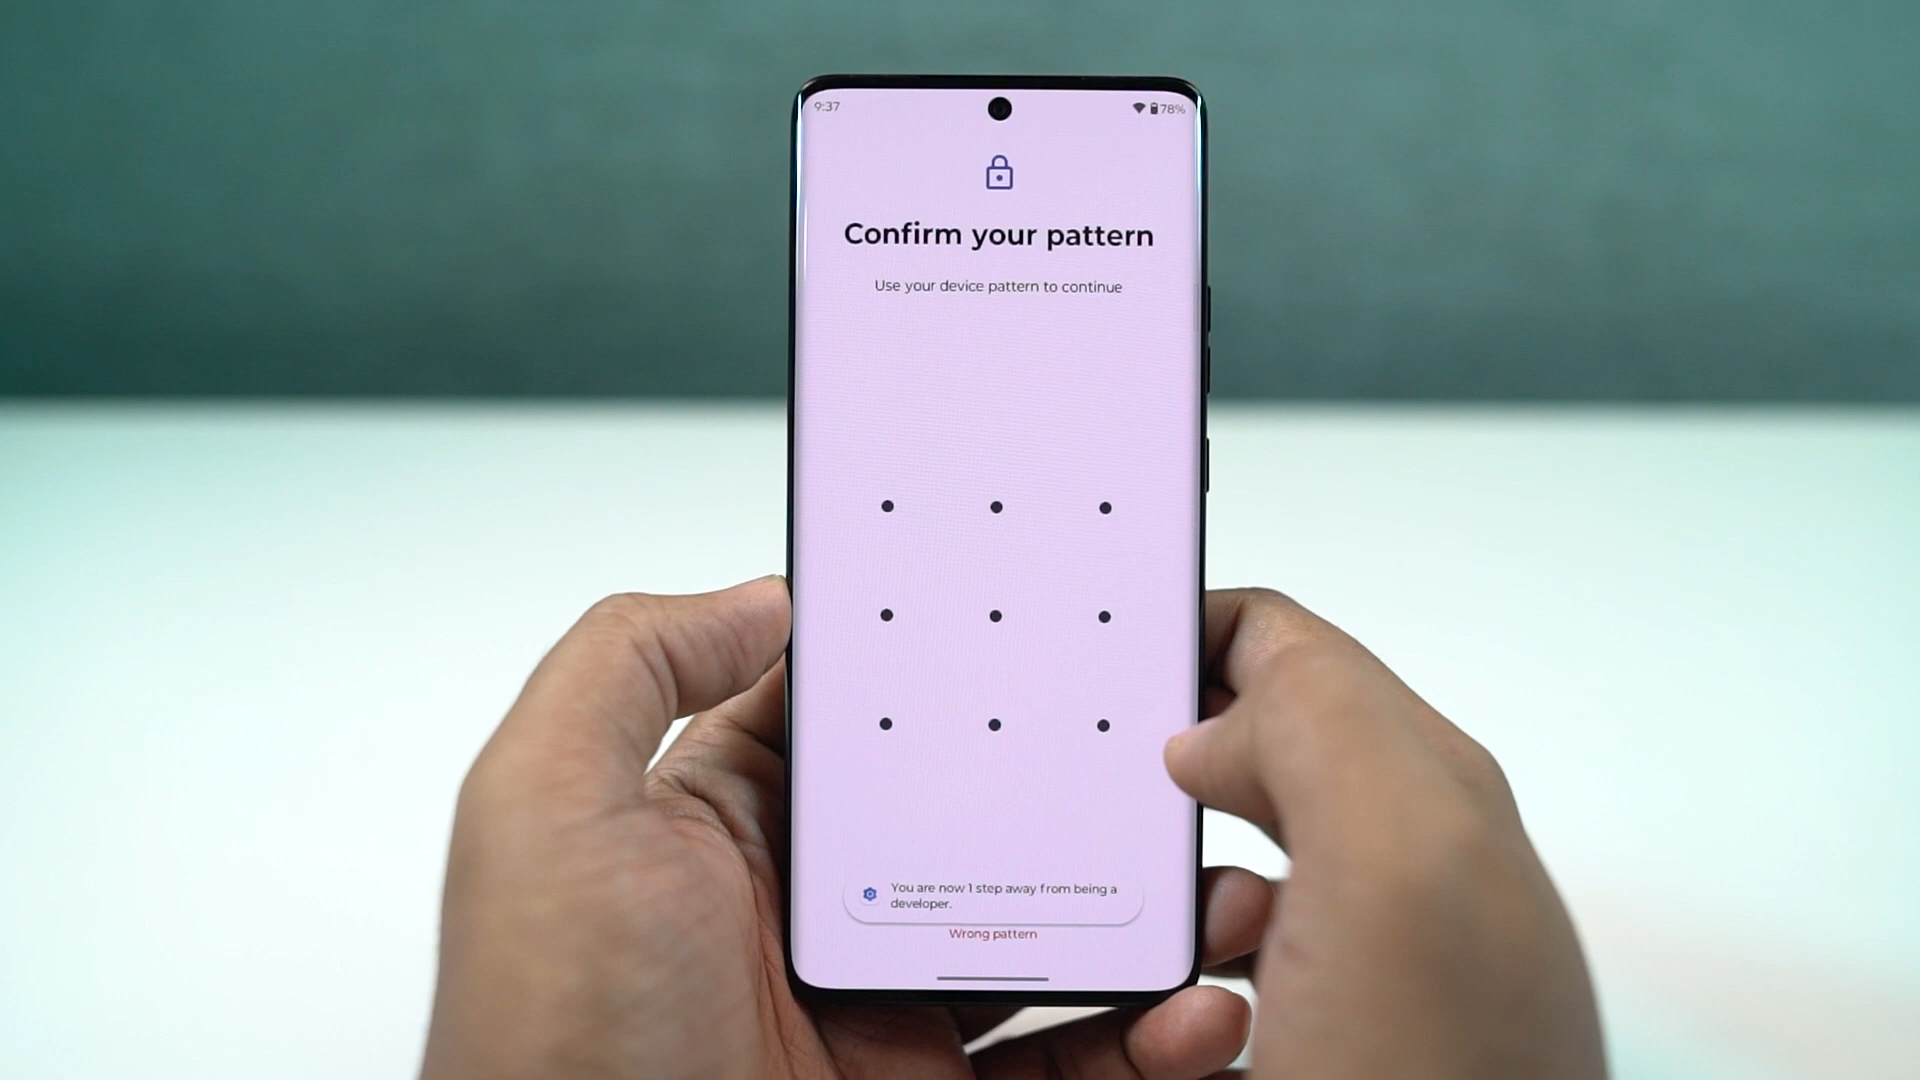 9:37
78%
Confirm your pattern
Use your device pattern to continue
You are now 1 step away from being a
developer.
Wrong pattern